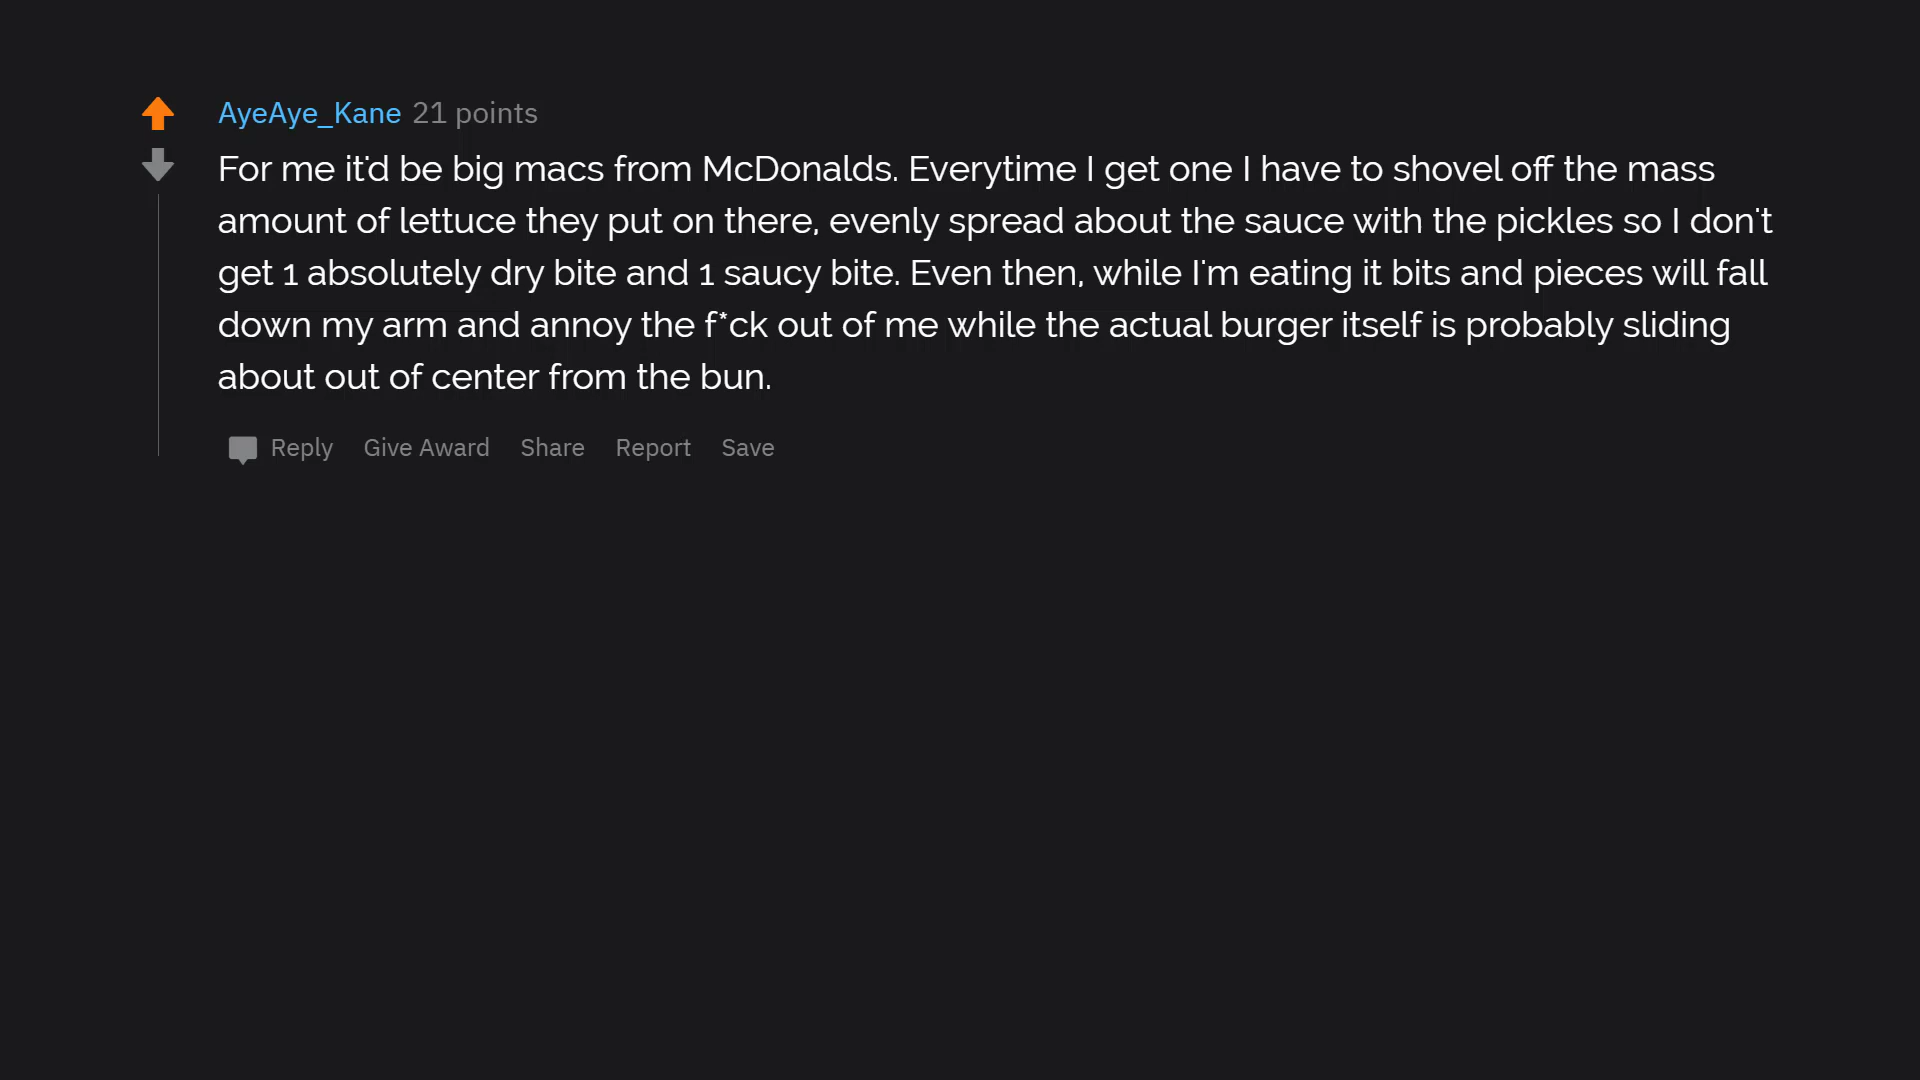 AyeAye_Kane 21 points
For me it'd be big macs from McDonalds. Everytime I get one I have to shovel off the mass
amount of lettuce they put on there, evenly spread about the sauce with the pickles so I don't
get 1 absolutely dry bite and 1 saucy bite. Even then, while I'm eating it bits and pieces will fall
down my arm and annoy the f*ck out of me while the actual burger itself is probably sliding
about out of center from the bun.
Reply Give Award Share Report Save